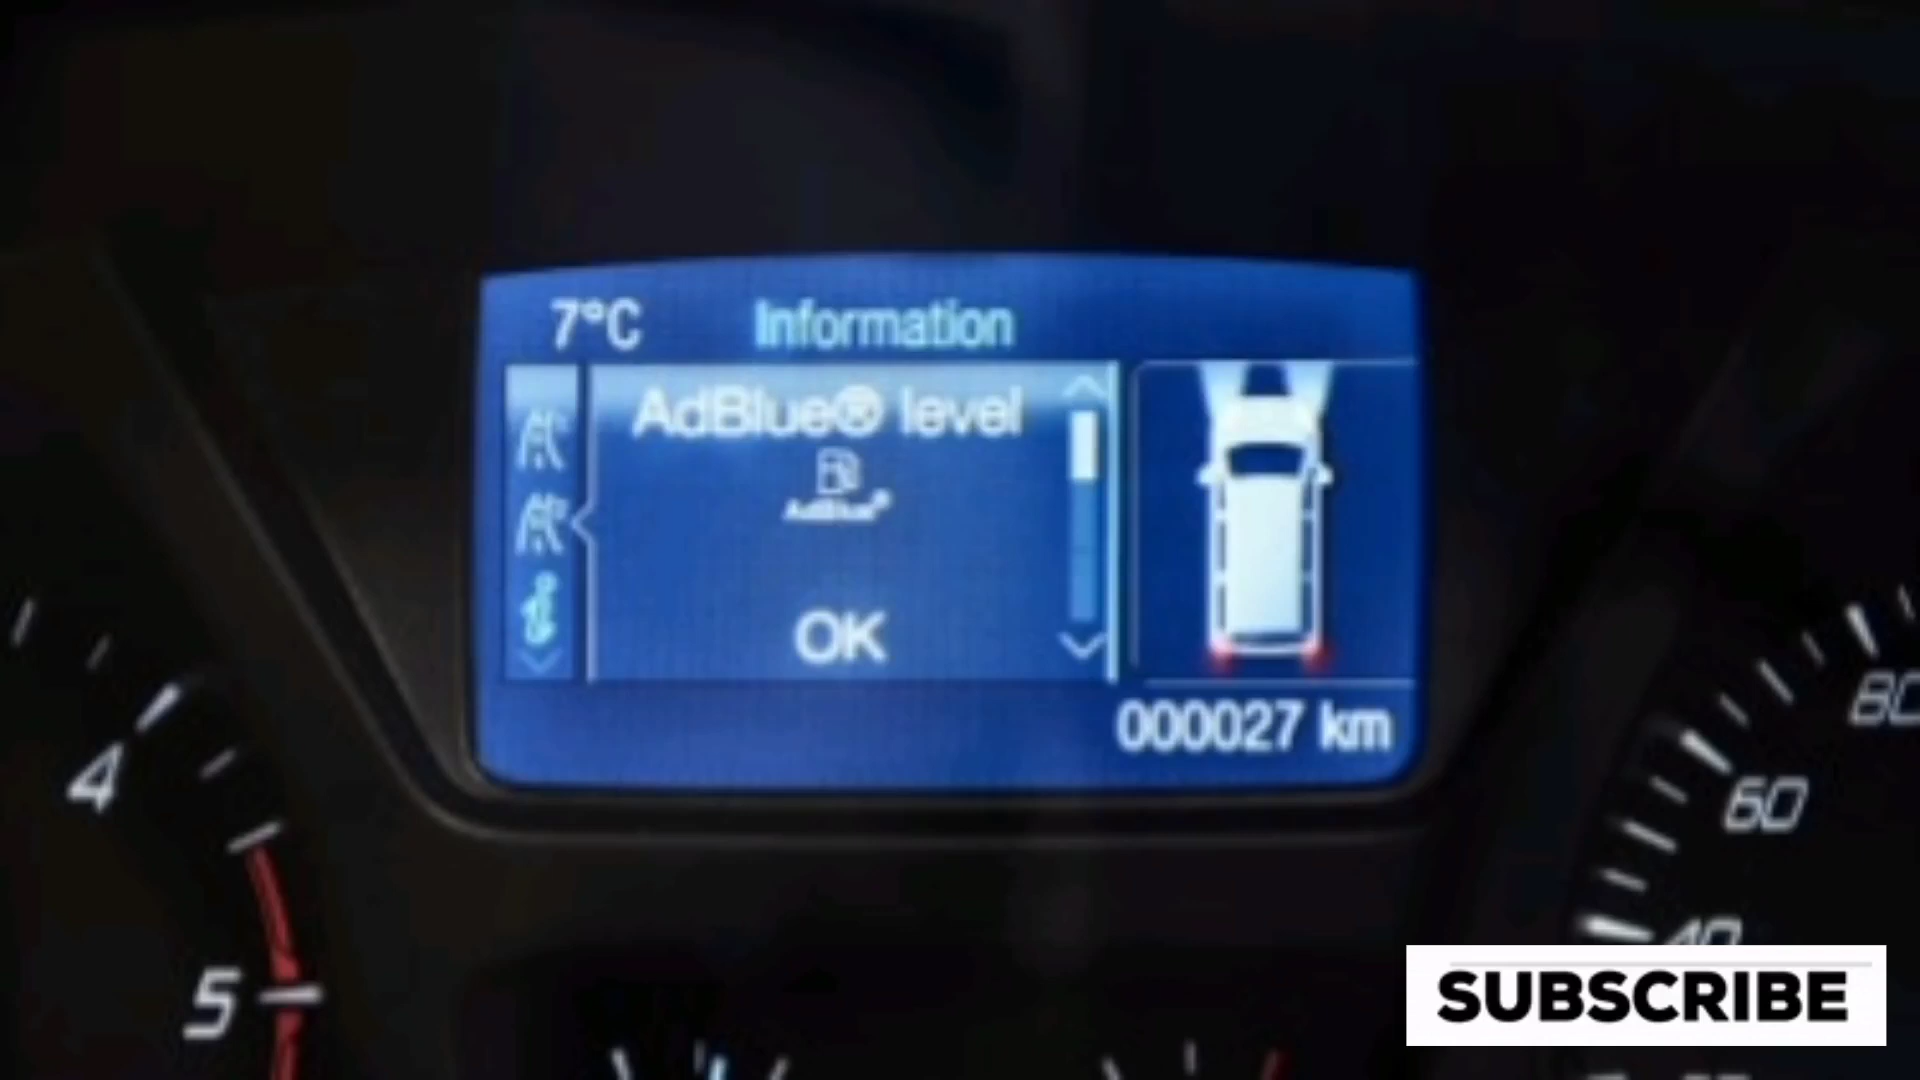 7°C
Information
AdBlue® level
AdBlue®
OK
000027 km
4
5
80
60
40
SUBSCRIBE